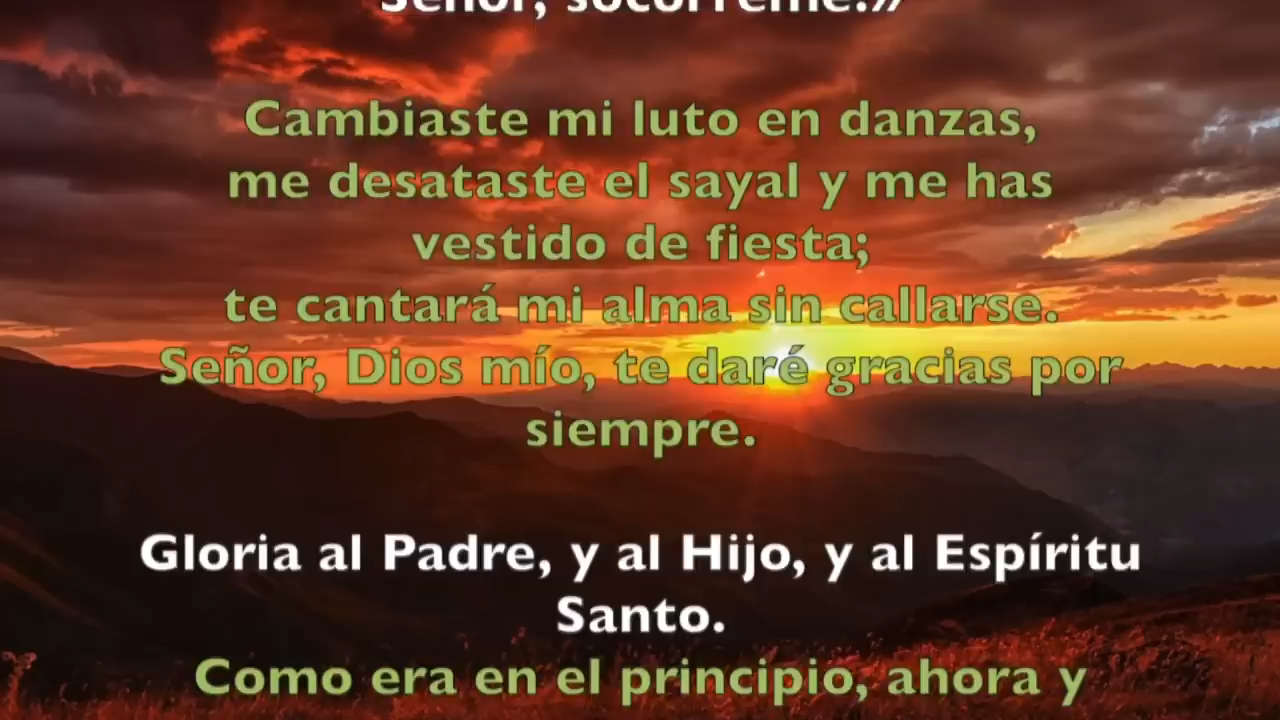 Señor, socórreme.»
Cambiaste mi luto en danzas,
me desataste el sayal y me has
vestido de fiesta;
te cantará mi alma sin callarse.
Señor, Dios mío, te daré gracias por
siempre.
Gloria al Padre, y al Hijo, y al Espíritu
Santo.
Como era en el principio, ahora y